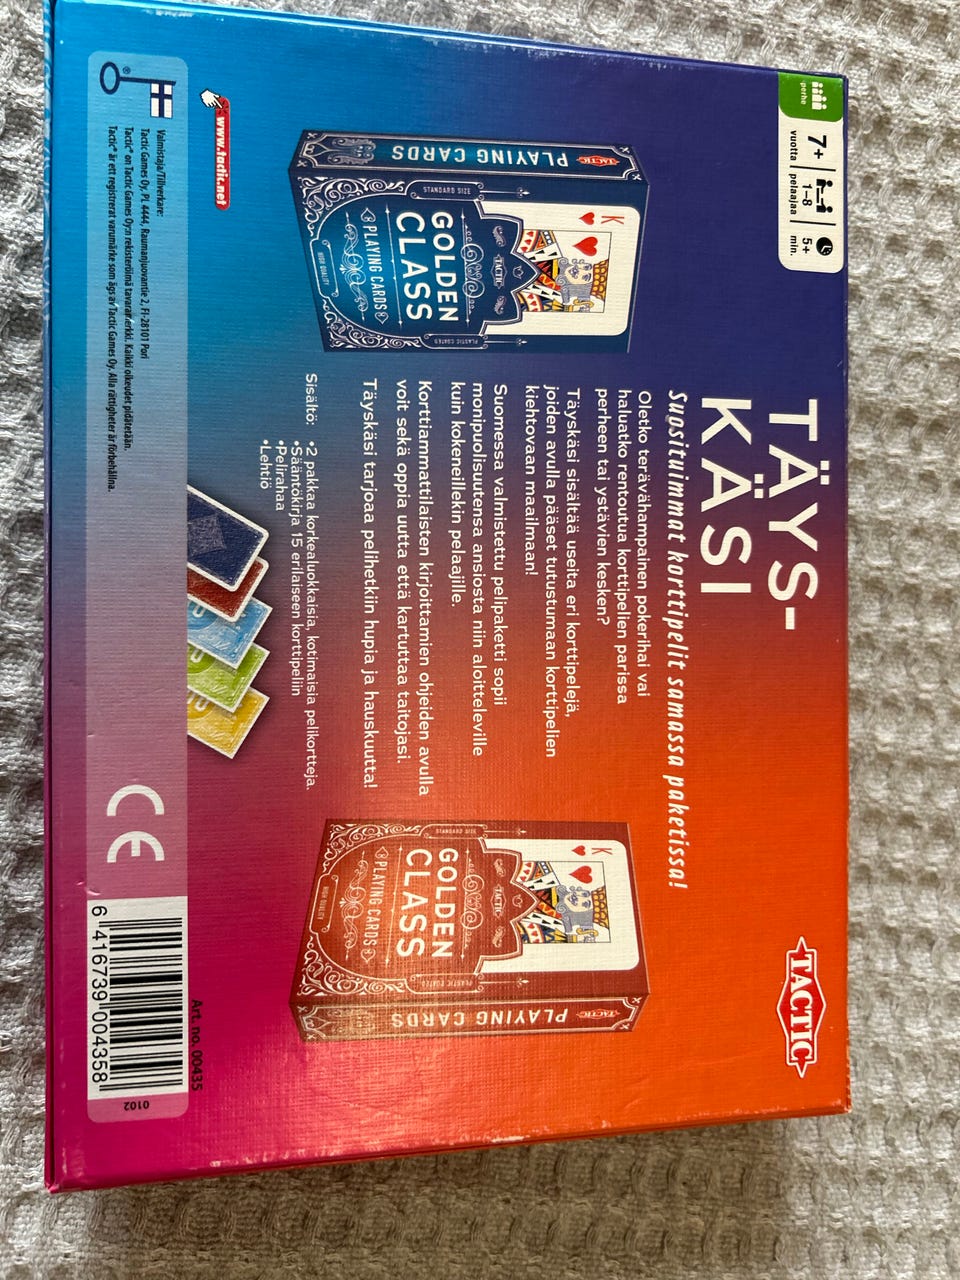 perhe
7+
vuotta
1–8
pelaajaa
5+
min.
TACTIC
TÄYS-
KÄSI
Suosituimmat korttipelit samassa paketissa!
Oletko terävähampainen pokerihai vai
haluatko rentoutua korttipelien parissa
perheen tai ystävien kesken?
Täyskäsi sisältää useita eri korttipelejä,
joiden avulla pääset tutustumaan korttipelien
kiehtovaan maailmaan!
Suomessa valmistettu pelipaketti sopii
monipuolisuutensa ansiosta niin aloitteleville
kuin kokeneillekin pelaajille.
Korttiammattilaisten kirjoittamien ohjeiden avulla
voit sekä oppia uutta että kartuttaa taitojasi.
Täyskäsi tarjoaa pelihetkiin hupia ja hauskuutta!
Sisältö: •2 pakkaa korkealuokkaisia, kotimaisia pelikortteja.
•Sääntökirja 15 erilaiseen korttipeliin
•Pelirahaa
•Lehtiö
TACTIC
PLAYING CARDS
K
TACTIC
STANDARD SIZE
PLASTIC COATED
GOLDEN
CLASS
PLAYING CARDS
HIGH QUALITY
K
TACTIC
STANDARD SIZE
PLASTIC COATED
GOLDEN
CLASS
PLAYING CARDS
HIGH QUALITY
TACTIC
PLAYING CARDS
www.tactic.net
Valmistaja/Tillverkare:
Tactic Games Oy, PL 4444, Raumanjuovantie 2, FI-28101 Pori
Tactic® on Tactic Games Oy:n rekisteröimä tavaramerkki. Kaikki oikeudet pidätetään.
Tactic® är ett registrerat varumärke som ägs av Tactic Games Oy. Alla rättigheter är förbehållna.
CE
Art. no. 00435
6 416739 004358
0102